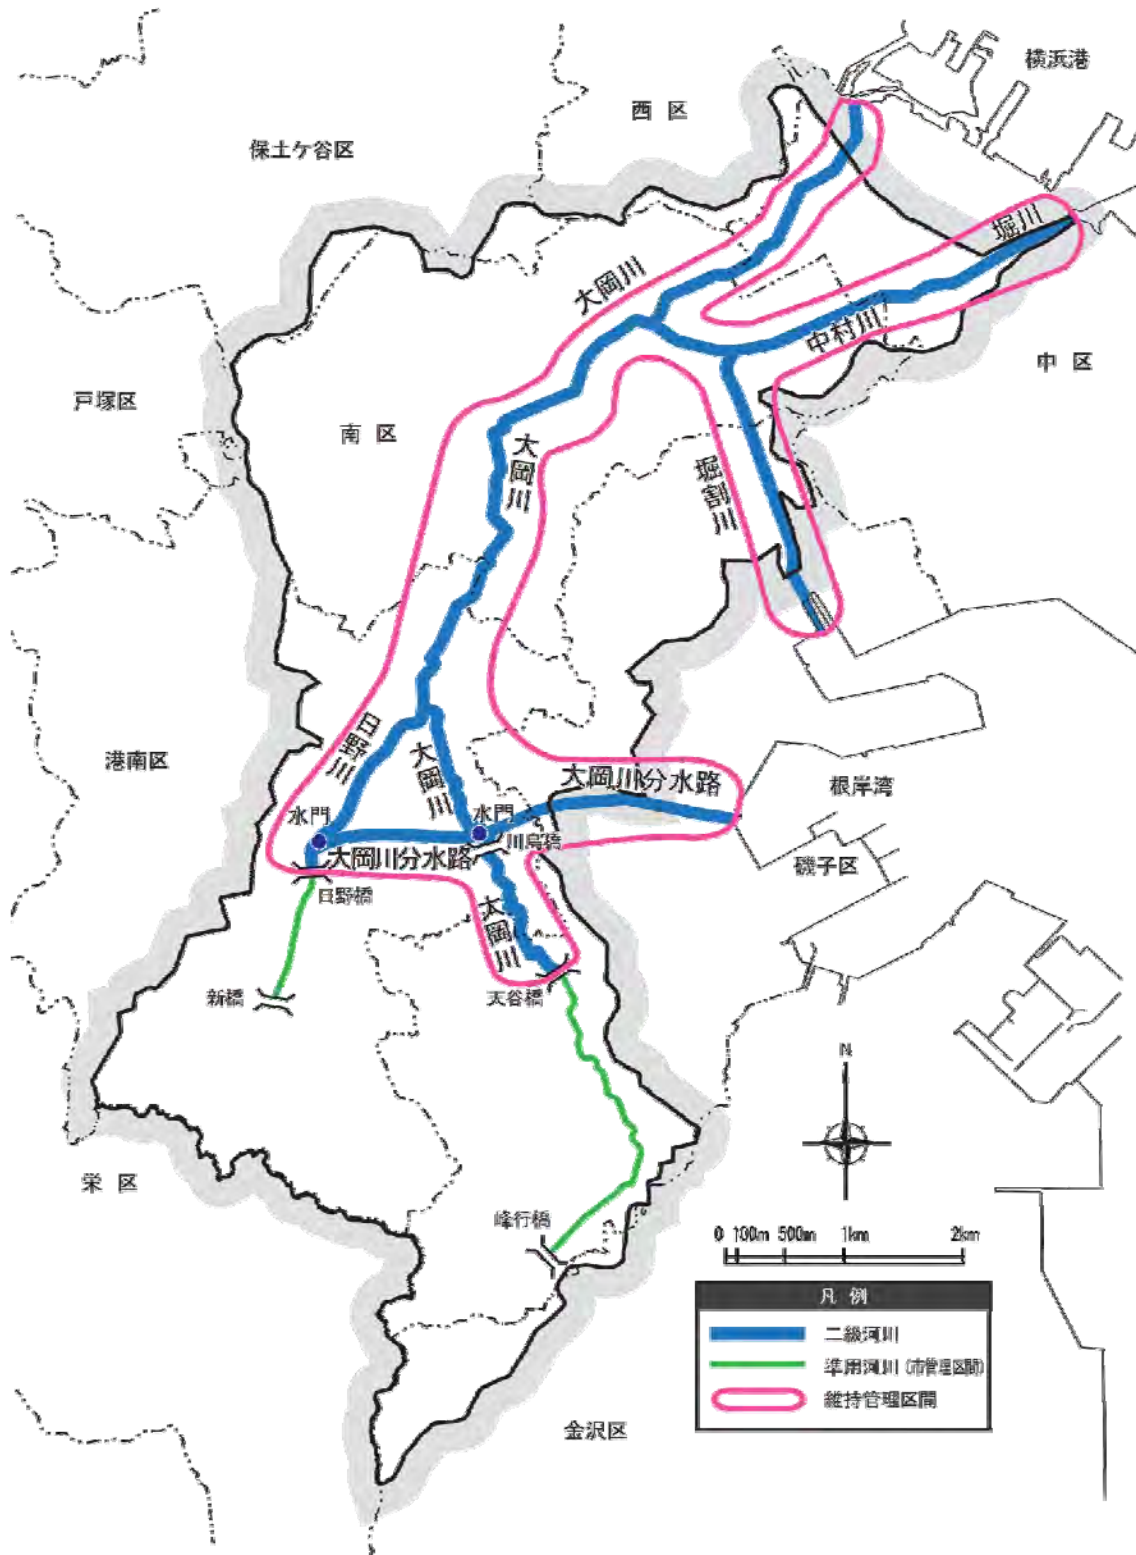 横浜港
西区
保土ケ谷区
堀川
大岡川
中村川
中区
戸塚区
南区
大岡川
堀割川
日野川
大岡川
港南区
大岡川分水路
根岸湾
水門
水門
川島橋
大岡川分水路
磯子区
日野橋
大岡川
新橋
天谷橋
N
栄区
峰行橋
0 100m 500m 1km 2km
凡例
二級河川
準用河川（市管理区間）
維持管理区間
金沢区